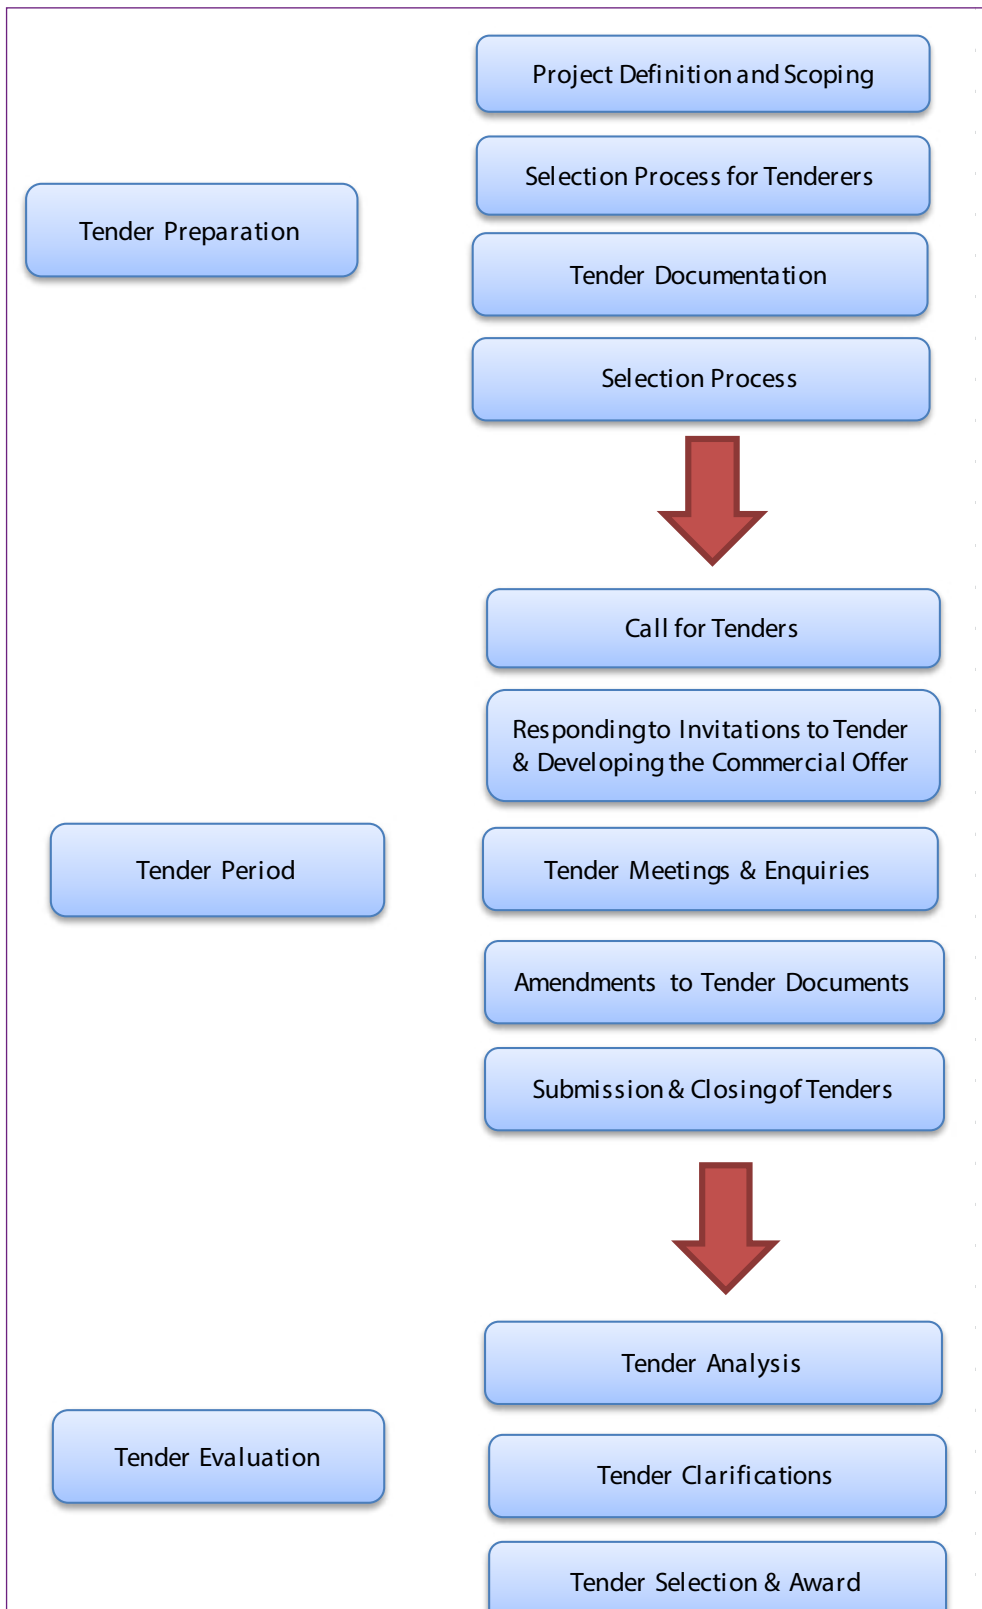 Project Definition and Scoping
Selection Process for Tenderers
Tender Preparation
Tender Documentation
Selection Process
Call for Tenders
Responding to Invitations to Tender
& Developing the Commercial Offer
Tender Period
Tender Meetings & Enquiries
Amendments to Tender Documents
Submission & Closing of Tenders
Tender Analysis
Tender Evaluation
Tender Clarifications
Tender Selection & Award